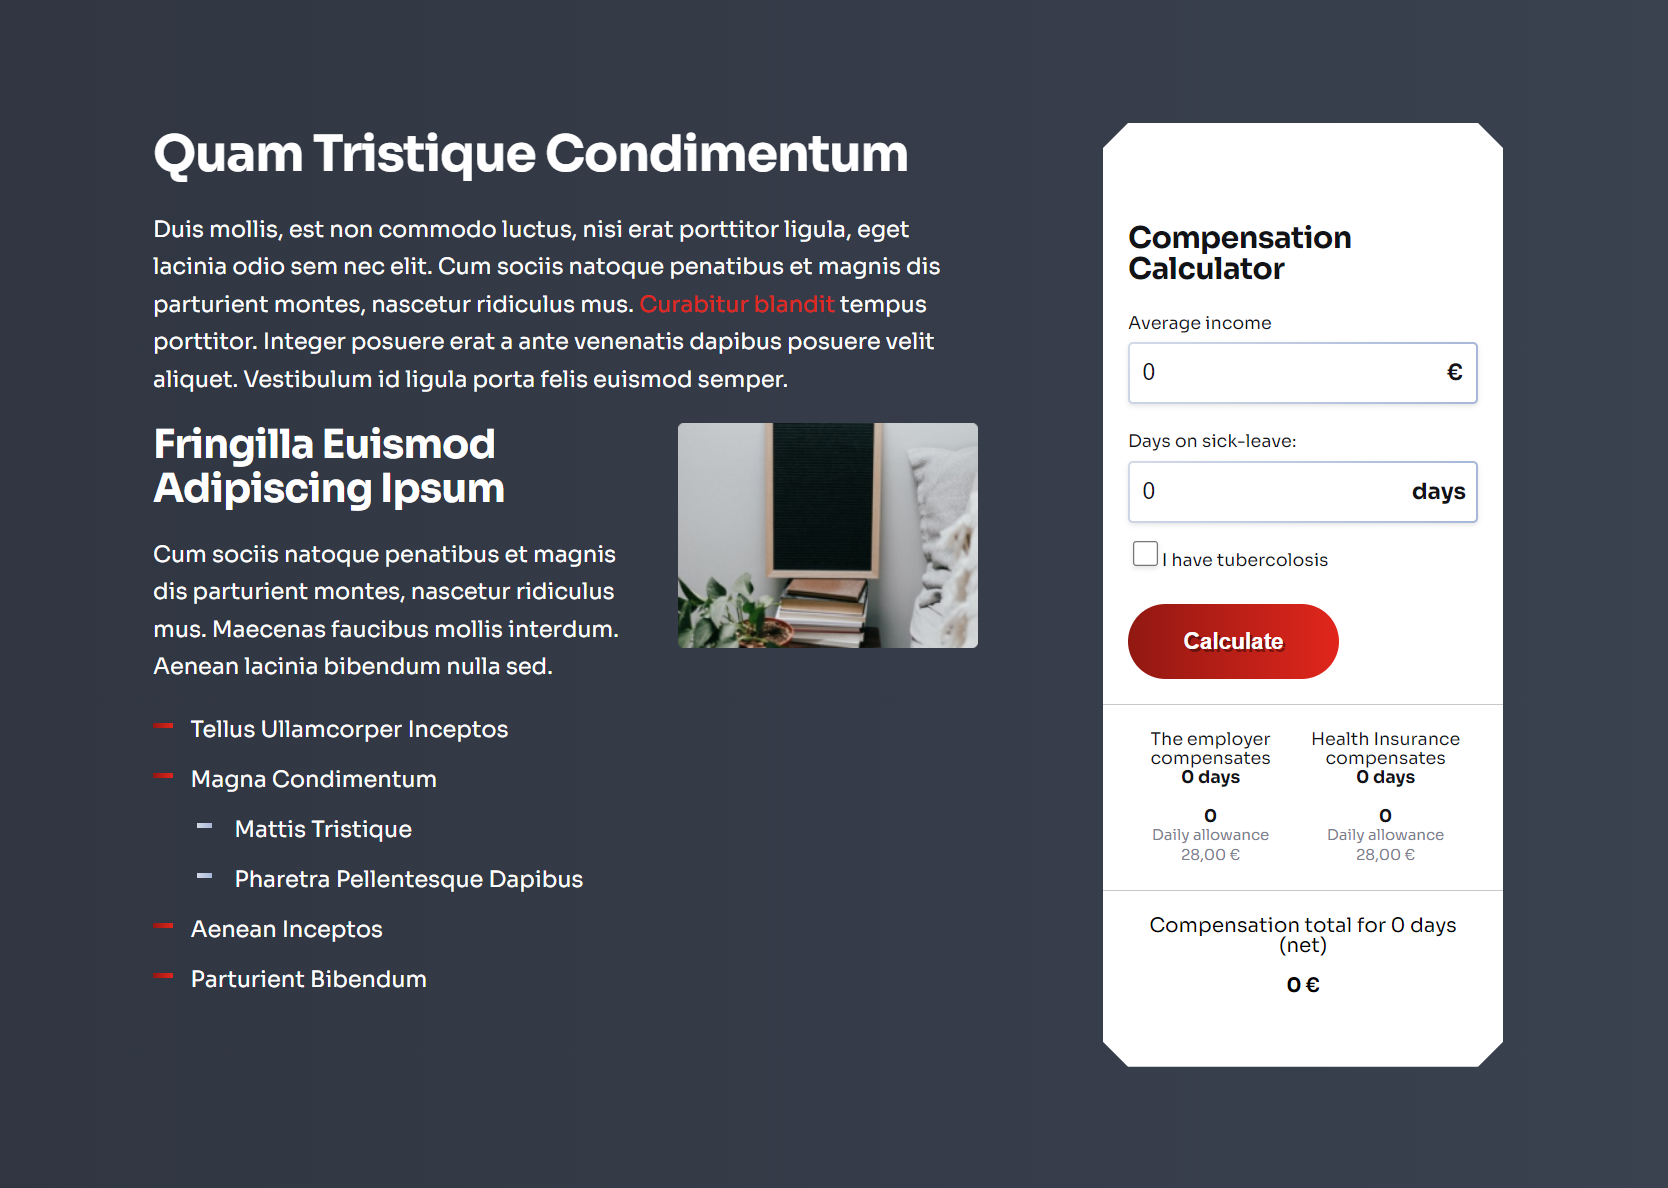 Quam Tristique Condimentum
Duis mollis, est non commodo luctus, nisi erat porttitor ligula, eget
lacinia odio sem nec elit. Cum sociis natoque penatibus et magnis dis
parturient montes, nascetur ridiculus mus. Curabitur blandit tempus
porttitor. Integer posuere erat a ante venenatis dapibus posuere velit
aliquet. Vestibulum id ligula porta felis euismod semper.
Fringilla Euismod
Adipiscing Ipsum
Cum sociis natoque penatibus et magnis
dis parturient montes, nascetur ridiculus
mus. Maecenas faucibus mollis interdum.
Aenean lacinia bibendum nulla sed.
Tellus Ullamcorper Inceptos
Magna Condimentum
Mattis Tristique
Pharetra Pellentesque Dapibus
Aenean Inceptos
Parturient Bibendum
Compensation
Calculator
Average income
0 €
Days on sick-leave:
0 days
I have tubercolosis
Calculate
The employer
compensates
0 days
0
Daily allowance
28,00 €
Health Insurance
compensates
0 days
0
Daily allowance
28,00 €
Compensation total for 0 days
(net)
0 €